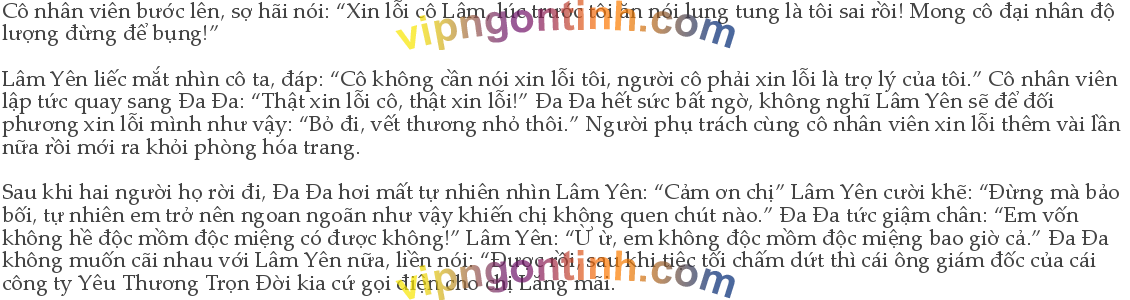 Cô nhân viên bước lên, sợ hãi nói: “Xin lỗi cô Lâm, lúc trước tôi ăn nói lung tung là tôi sai rồi! Mong cô đại nhân độ
lượng đừng để bụng!”
vipngontinh.com
Lâm Yên liếc mắt nhìn cô ta, đáp: “Cô không cần nói xin lỗi tôi, người cô phải xin lỗi là trợ lý của tôi.” Cô nhân viên
lập tức quay sang Đa Đa: “Thật xin lỗi cô, thật xin lỗi!” Đa Đa hết sức bất ngờ, không nghĩ Lâm Yên sẽ để đối
phương xin lỗi mình như vậy: “Bỏ đi, vết thương nhỏ thôi.” Người phụ trách cùng cô nhân viên xin lỗi thêm vài lần
nữa rồi mới ra khỏi phòng hóa trang.
Sau khi hai người họ rời đi, Đa Đa hơi mất tự nhiên nhìn Lâm Yên: “Cảm ơn chị” Lâm Yên cười khẽ: “Đừng mà bảo
bối, tự nhiên em trở nên ngoan ngoãn như vậy khiến chị không quen chút nào.” Đa Đa tức giậm chân: “Em vốn
không hề độc mồm độc miệng có được không!” Lâm Yên: “Ừ ừ, em không độc mồm độc miệng bao giờ cả.” Đa Đa
không muốn cãi nhau với Lâm Yên nữa, liền nói: “Được rồi, sau khi tiệc tối chấm dứt thì cái ông giám đốc của cái
công ty Yêu Thương Trọn Đời kia cứ gọi điện cho chị Lăng mãi.
vipngontinh.com